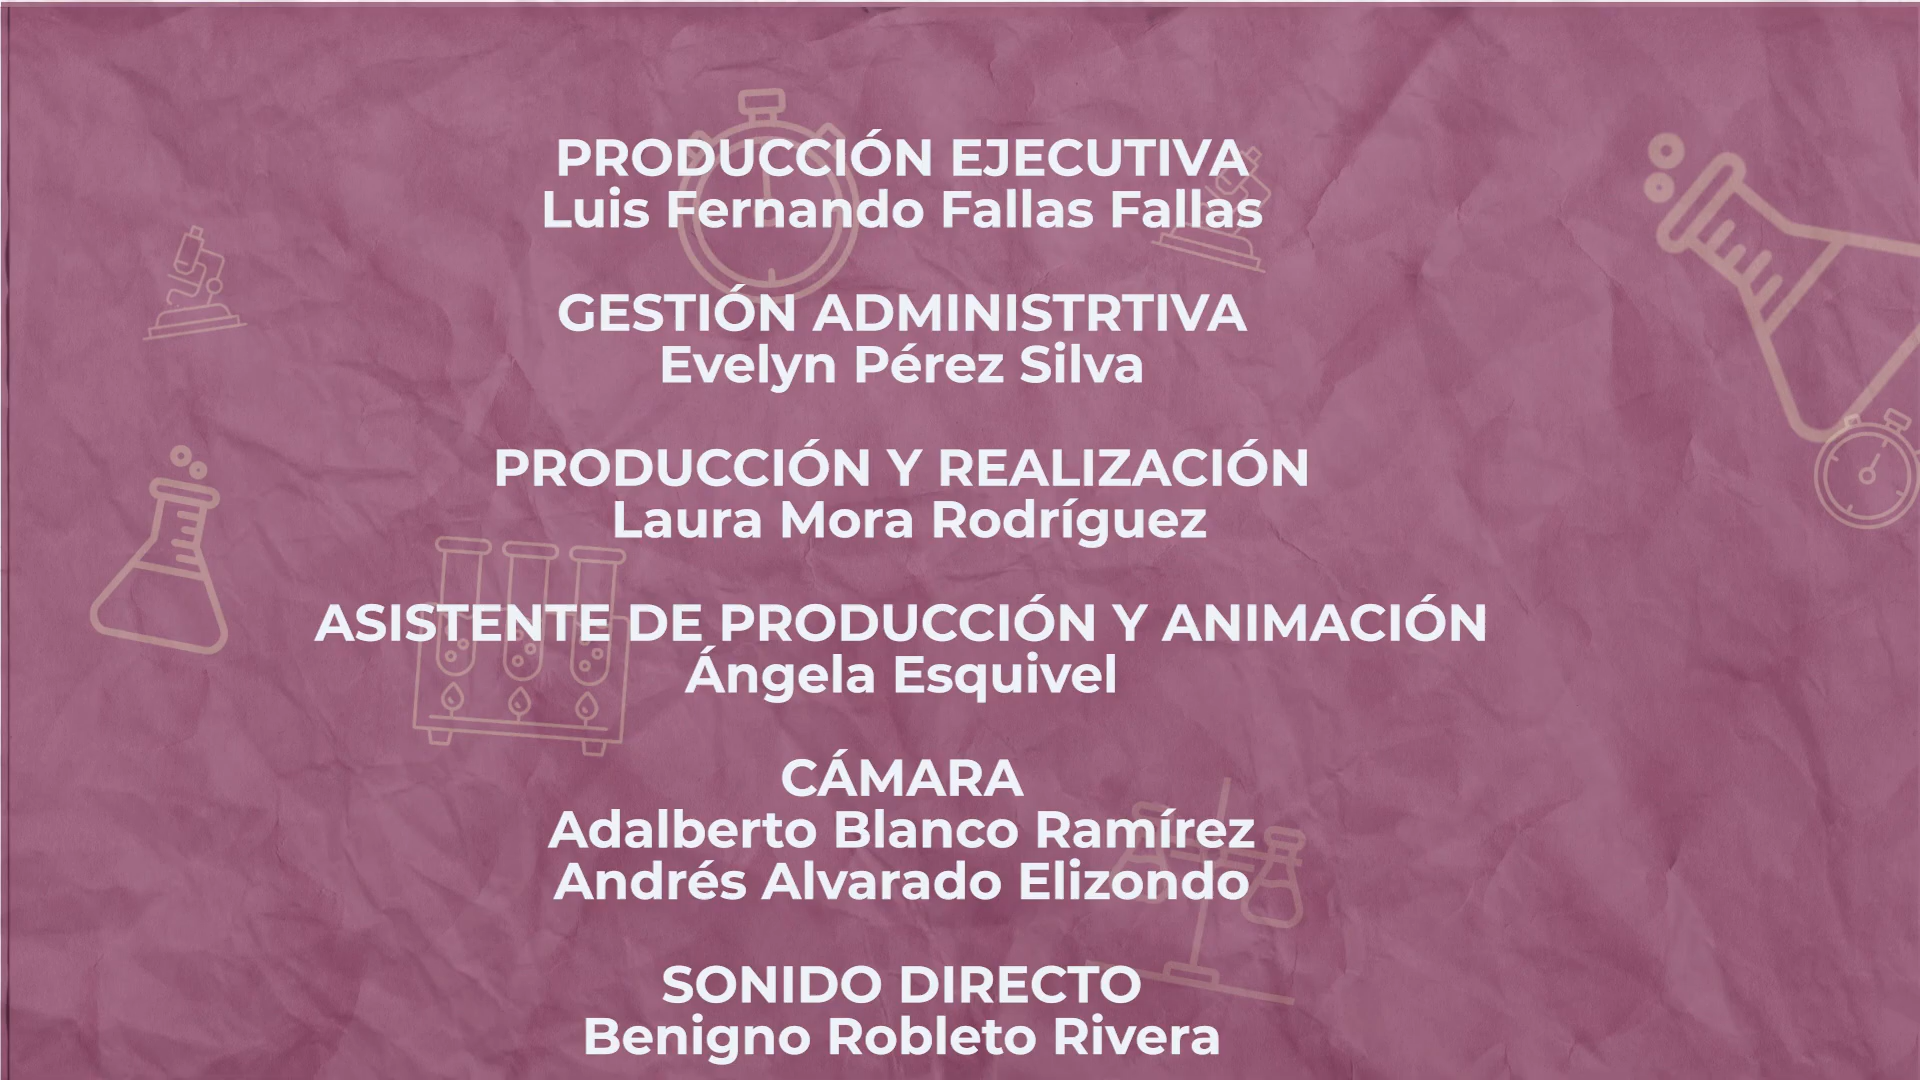 PRODUCCIÓN EJECUTIVA
Luis Fernando Fallas Fallas
GESTIÓN ADMINISTRTIVA
Evelyn Pérez Silva
PRODUCCIÓN Y REALIZACIÓN
Laura Mora Rodríguez
ASISTENTE DE PRODUCCIÓN Y ANIMACIÓN
Ángela Esquivel
CÁMARA
Adalberto Blanco Ramírez
Andrés Alvarado Elizondo
SONIDO DIRECTO
Benigno Robleto Rivera